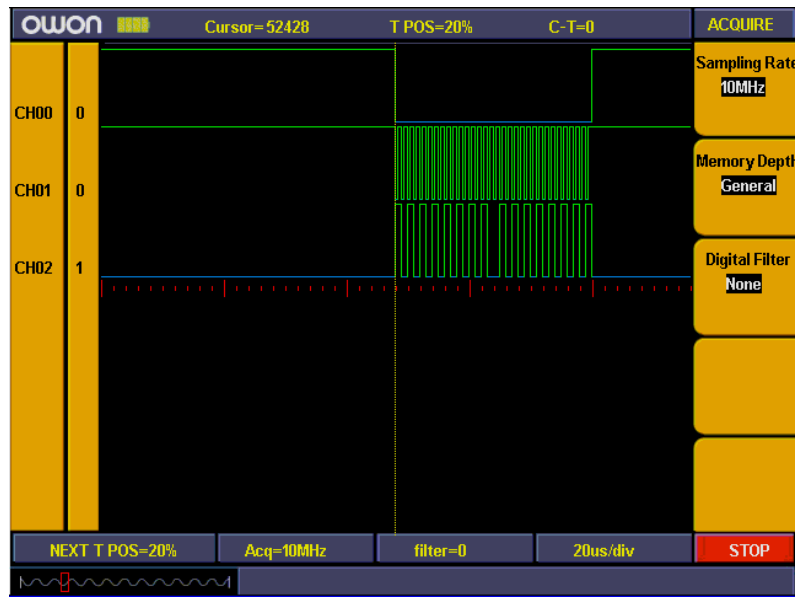 owon Cursor=52428 T POS=20% C-T=0 ACQUIRE
Sampling Rate
10MHz
CH00 0
Memory Depth
General
CH01 0
Digital Filter
None
CH02 1
NEXT T POS=20% Acq=10MHz filter=0 20us/div STOP